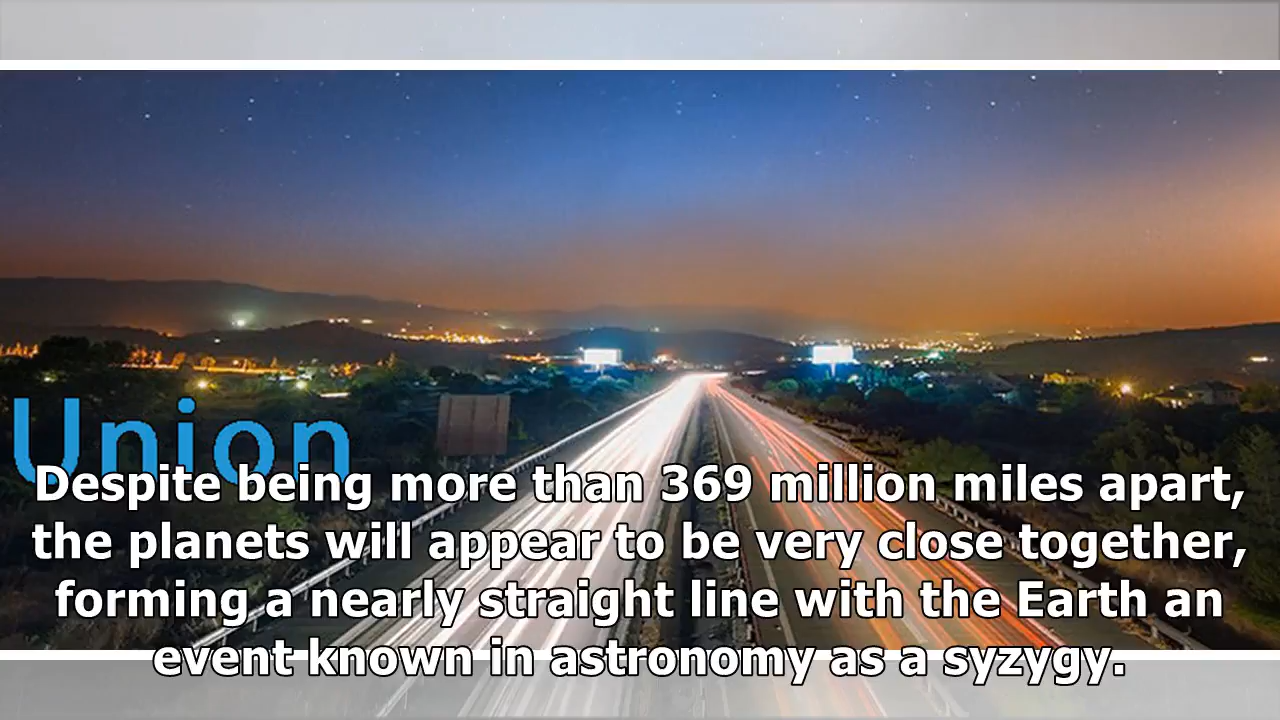 Union
Despite being more than 369 million miles apart,
the planets will appear to be very close together,
forming a nearly straight line with the Earth an
event known in astronomy as a syzygy.